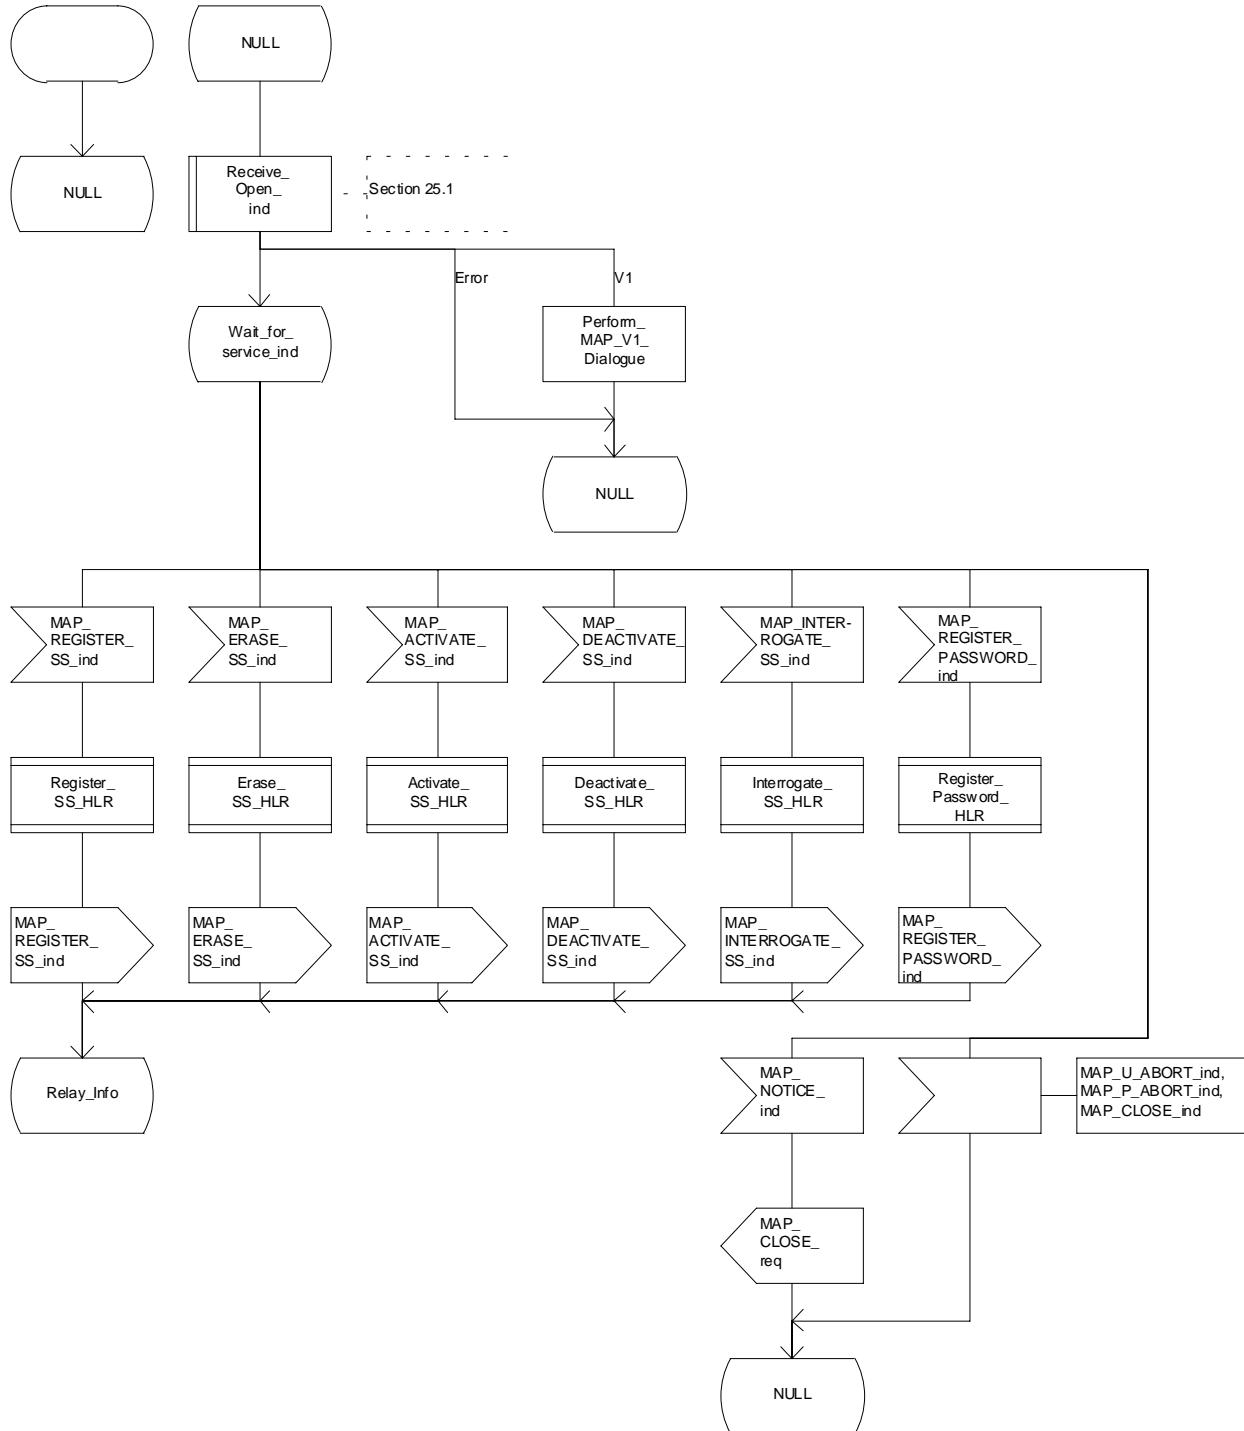 NULL
NULL
Receive_
Open_
ind
Section 25.1
Error
V1
Wait_for_
service_ind
Perform_
MAP_V1_
Dialogue
NULL
MAP_
REGISTER_
SS_ind
MAP_
ERASE_
SS_ind
MAP_
ACTIVATE_
SS_ind
MAP_
DEACTIVATE_
SS_ind
MAP_INTER-
ROGATE_
SS_ind
MAP_
REGISTER_
PASSWORD_
ind
Register_
SS_HLR
Erase_
SS_HLR
Activate_
SS_HLR
Deactivate_
SS_HLR
Interrogate_
SS_HLR
Register_
Password_
HLR
MAP_
REGISTER_
SS_ind
MAP_
ERASE_
SS_ind
MAP_
ACTIVATE_
SS_ind
MAP_
DEACTIVATE_
SS_ind
MAP_
INTERROGATE_
SS_ind
MAP_
REGISTER_
PASSWORD_
ind
Relay_Info
MAP_
NOTICE_
ind
MAP_U_ABORT_ind,
MAP_P_ABORT_ind,
MAP_CLOSE_ind
MAP_
CLOSE_
req
NULL